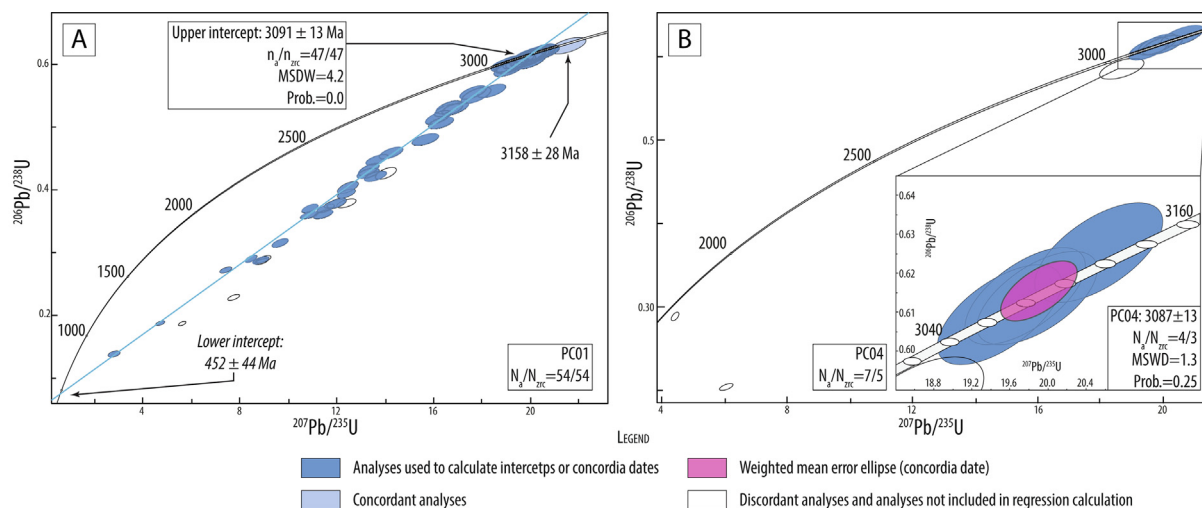 A
Upper intercept: 3091 ± 13 Ma
na/nzrc=47/47
MSDW=4.2
Prob.=0.0
0.6
0.4
0.2
206Pb/238U
1000
1500
2000
2500
3000
3158 ± 28 Ma
Lower intercept:
452 ± 44 Ma
PC01
Na/Nzrc=54/54
4
8
12
16
20
207Pb/235U
B
0.5
0.30
206Pb/238U
2000
2500
3000
PC04
Na/Nzrc=7/5
4
6
8
10
12
14
16
18
20
207Pb/235U
0.64
0.63
0.62
0.61
0.60
206Pb/238U
3160
3040
PC04: 3087±13
Na/Nzrc=4/3
MSWD=1.3
Prob.=0.25
207Pb/235U
18.8
19.2
19.6
20.0
20.4
LEGEND
Analyses used to calculate intercetps or concordia dates
Weighted mean error ellipse (concordia date)
Concordant analyses
Discordant analyses and analyses not included in regression calculation